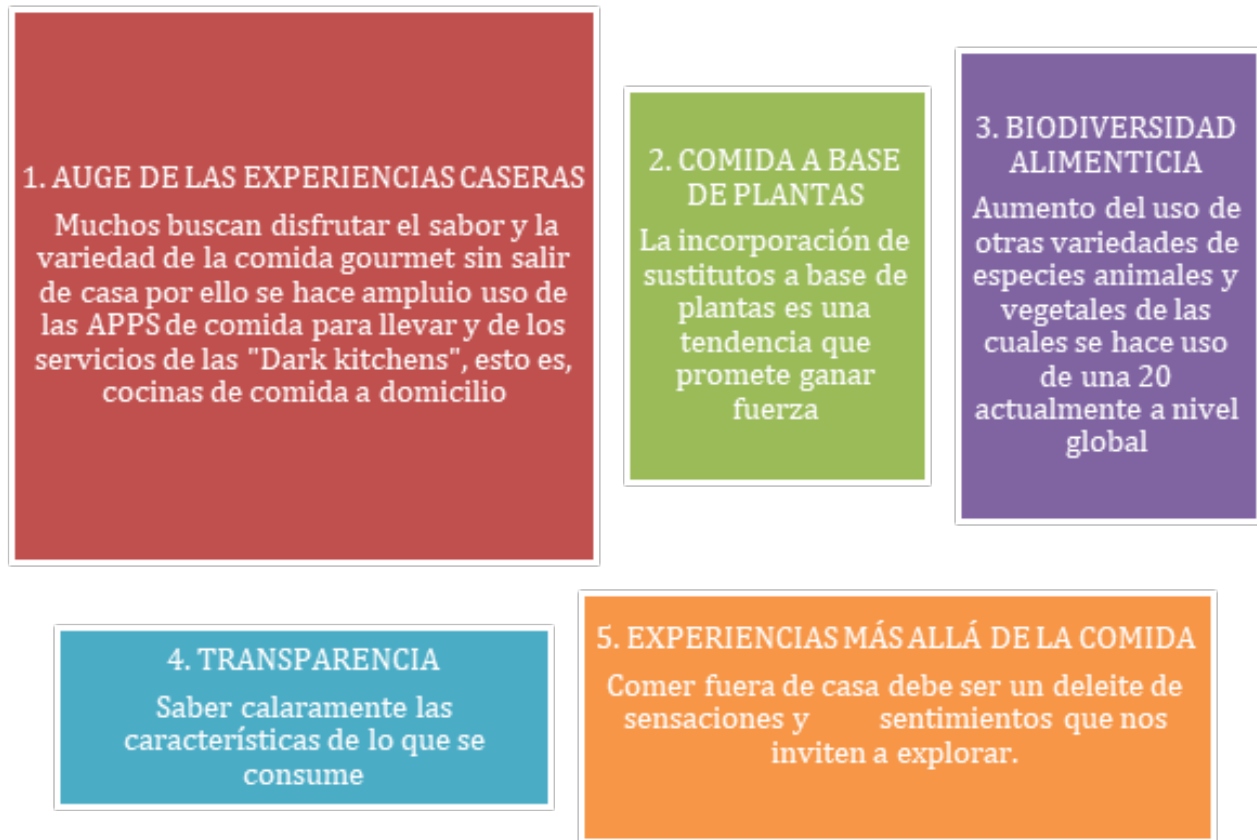 1. AUGE DE LAS EXPERIENCIAS CASERAS
Muchos buscan disfrutar el sabor y la
variedad de la comida gourmet sin salir
de casa por ello se hace ampluio uso de
las APPS de comida para llevar y de los
servicios de las "Dark kitchens", esto es,
cocinas de comida a domicilio
2. COMIDA A BASE
DE PLANTAS
La incorporación de
sustitutos a base de
plantas es una
tendencia que
promete ganar
fuerza
3. BIODIVERSIDAD
ALIMENTICIA
Aumento del uso de
otras variedades de
especies animales y
vegetales de las
cuales se hace uso
de una 20
actualmente a nivel
global
4. TRANSPARENCIA
Saber calaramente las
características de lo que se
consume
5. EXPERIENCIAS MÁS ALLÁ DE LA COMIDA
Comer fuera de casa debe ser un deleite de
sensaciones y sentimientos que nos
inviten a explorar.